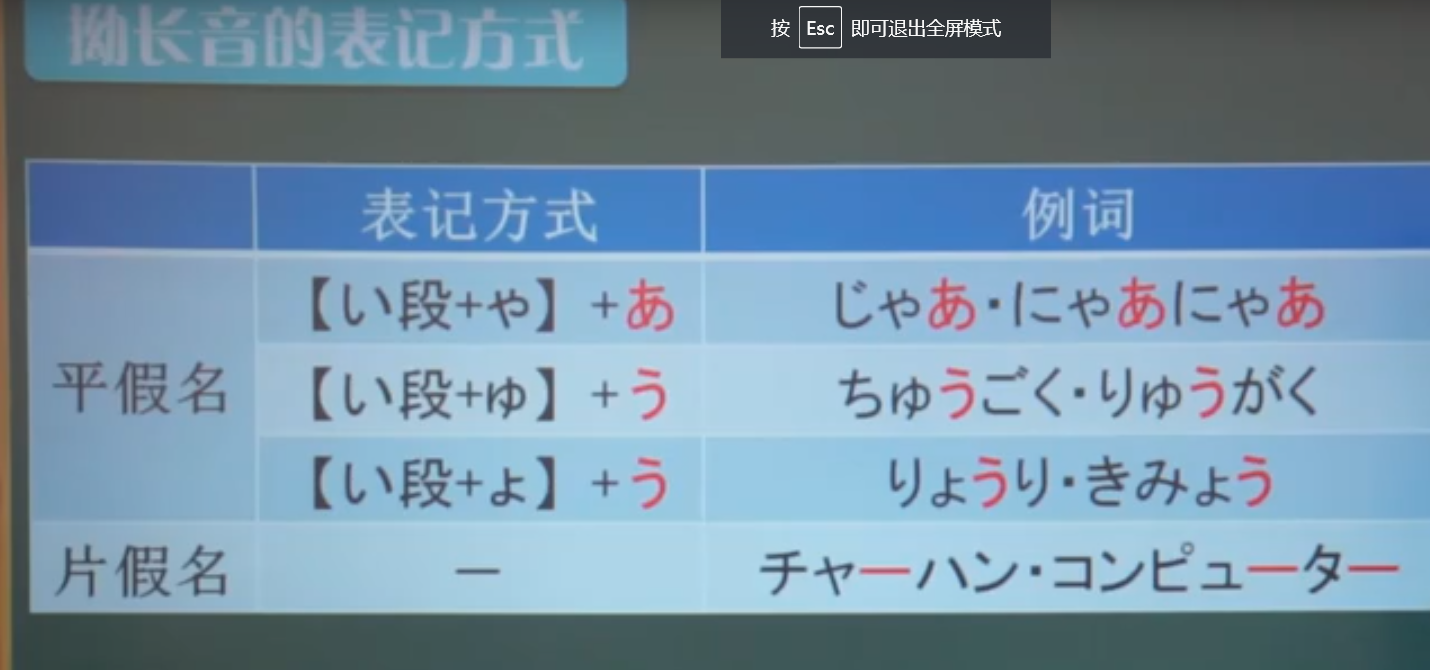 拗长音的表记方式
按 Esc 即可退出全屏模式
表记方式 例词
平假名
【い段+ゃ】+あ じゃあ・にゃあにゃあ
【い段+ゅ】+う ちゅうごく・りゅうがく
【い段+ょ】+う りょうり・きみょう
片假名 ー チャーハン・コンピューター